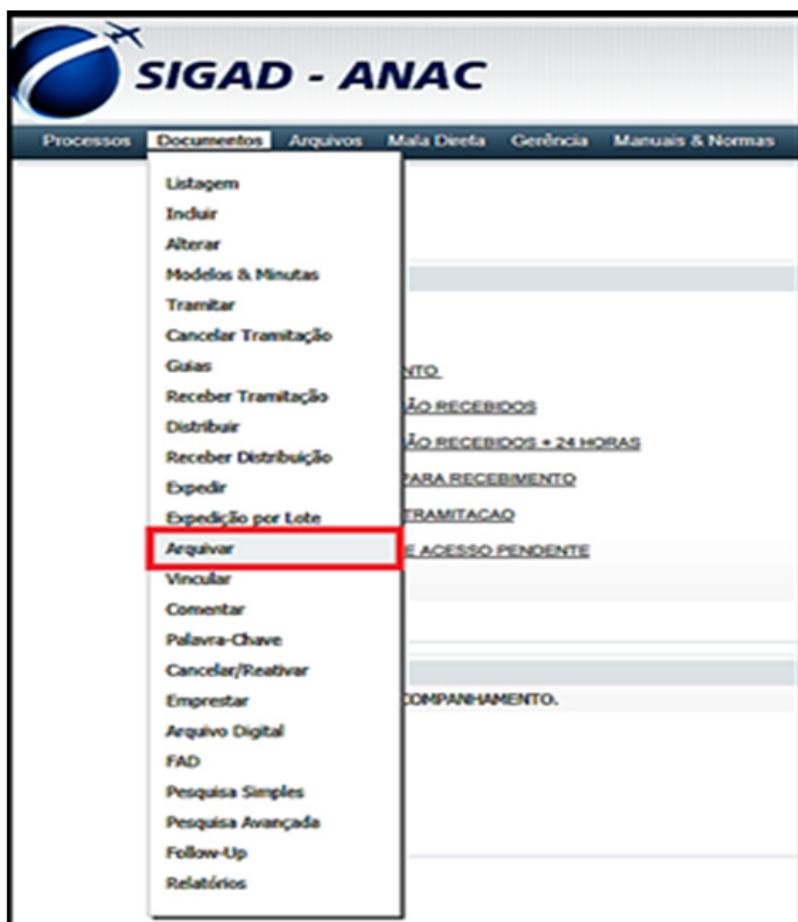 SIGAD - ANAC
Processos Documentos Arquivos Mala Direta Gerência Manuais & Normas
Listagem
Incluir
Alterar
Modelos & Minutas
Tramitar
Cancelar Tramitação
Guias
NTO
Receber Tramitação
ÃO RECEBIDOS
Distribuir
ÃO RECEBIDOS + 24 HORAS
Receber Distribuição
PARA RECEBIMENTO
Expedir
Expedição por Lote
TRAMITACAO
Arquivar
E ACESSO PENDENTE
Vincular
Comentar
Palavra-Chave
Cancelar/Reativar
Emprestar
COMPANHAMENTO.
Arquivo Digital
FAD
Pesquisa Simples
Pesquisa Avançada
Follow-Up
Relatórios